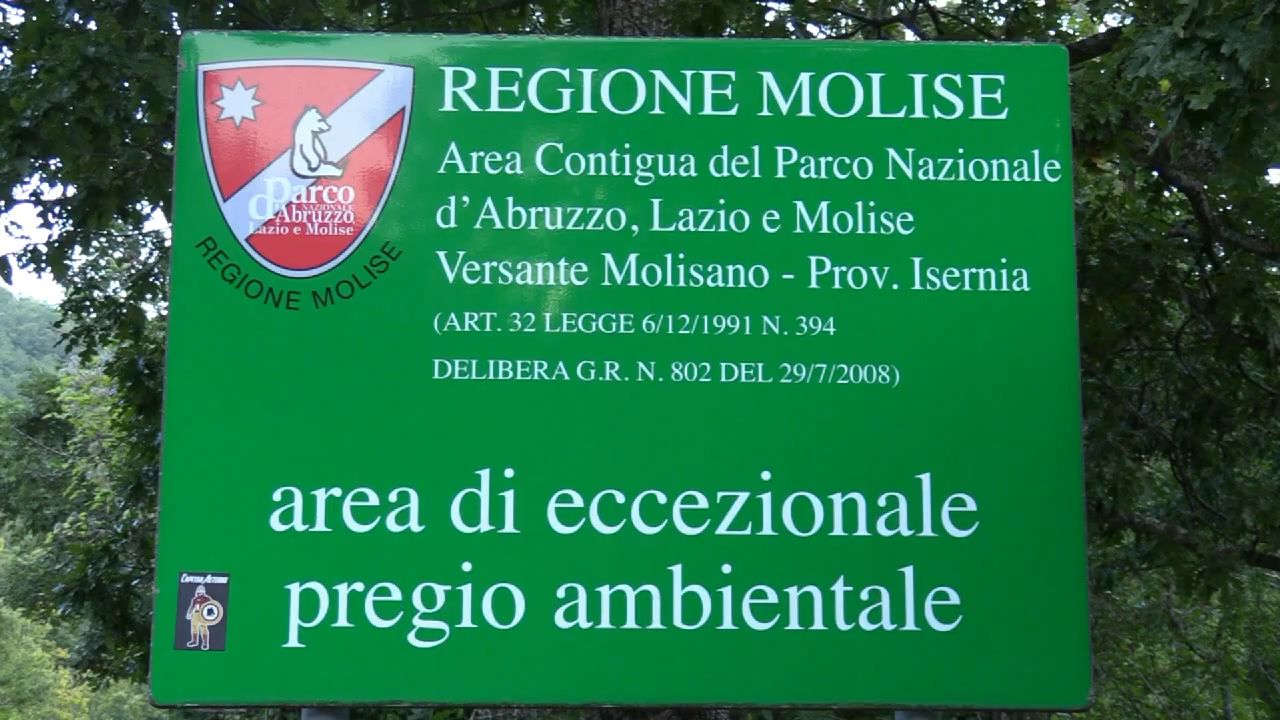 REGIONE MOLISE
Area Contigua del Parco Nazionale
d'Abruzzo, Lazio e Molise
Versante Molisano - Prov. Isernia
(ART. 32 LEGGE 6/12/1991 N. 394
DELIBERA G.R. N. 802 DEL 29/7/2008)
Parco
NAZIONALE
d'Abruzzo
Lazio e Molise
REGIONE MOLISE
area di eccezionale
pregio ambientale